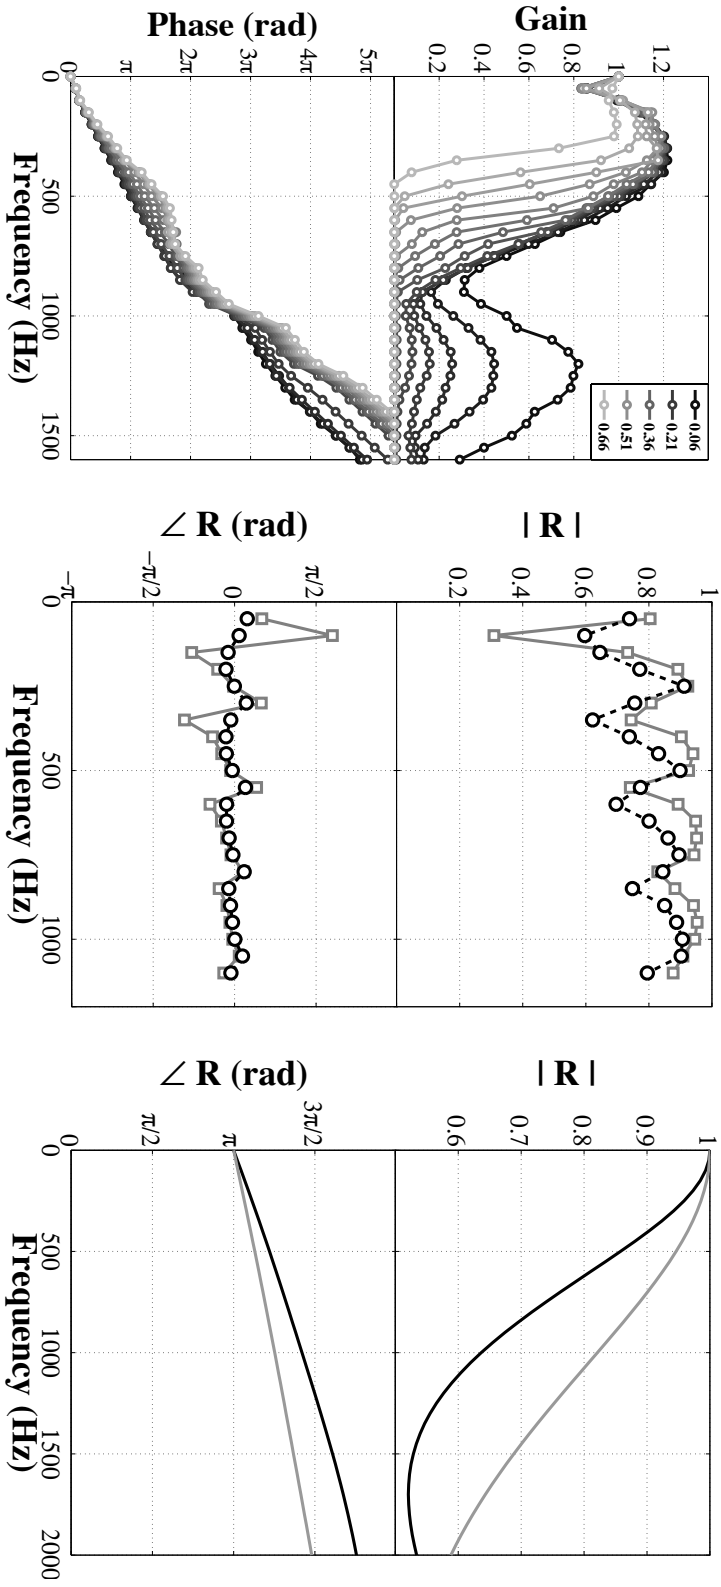 Gain
1.2
1
0.8
0.6
0.4
0.2
0.06
0.21
0.36
0.51
0.66
Phase (rad)
5π
4π
3π
2π
π
0
0 500 1000 1500
Frequency (Hz)
| R |
1
0.8
0.6
0.4
0.2
∠ R (rad)
π/2
0
−π/2
−π
0 500 1000
Frequency (Hz)
| R |
1
0.9
0.8
0.7
0.6
∠ R (rad)
3π/2
π
π/2
0
0 500 1000 1500 2000
Frequency (Hz)